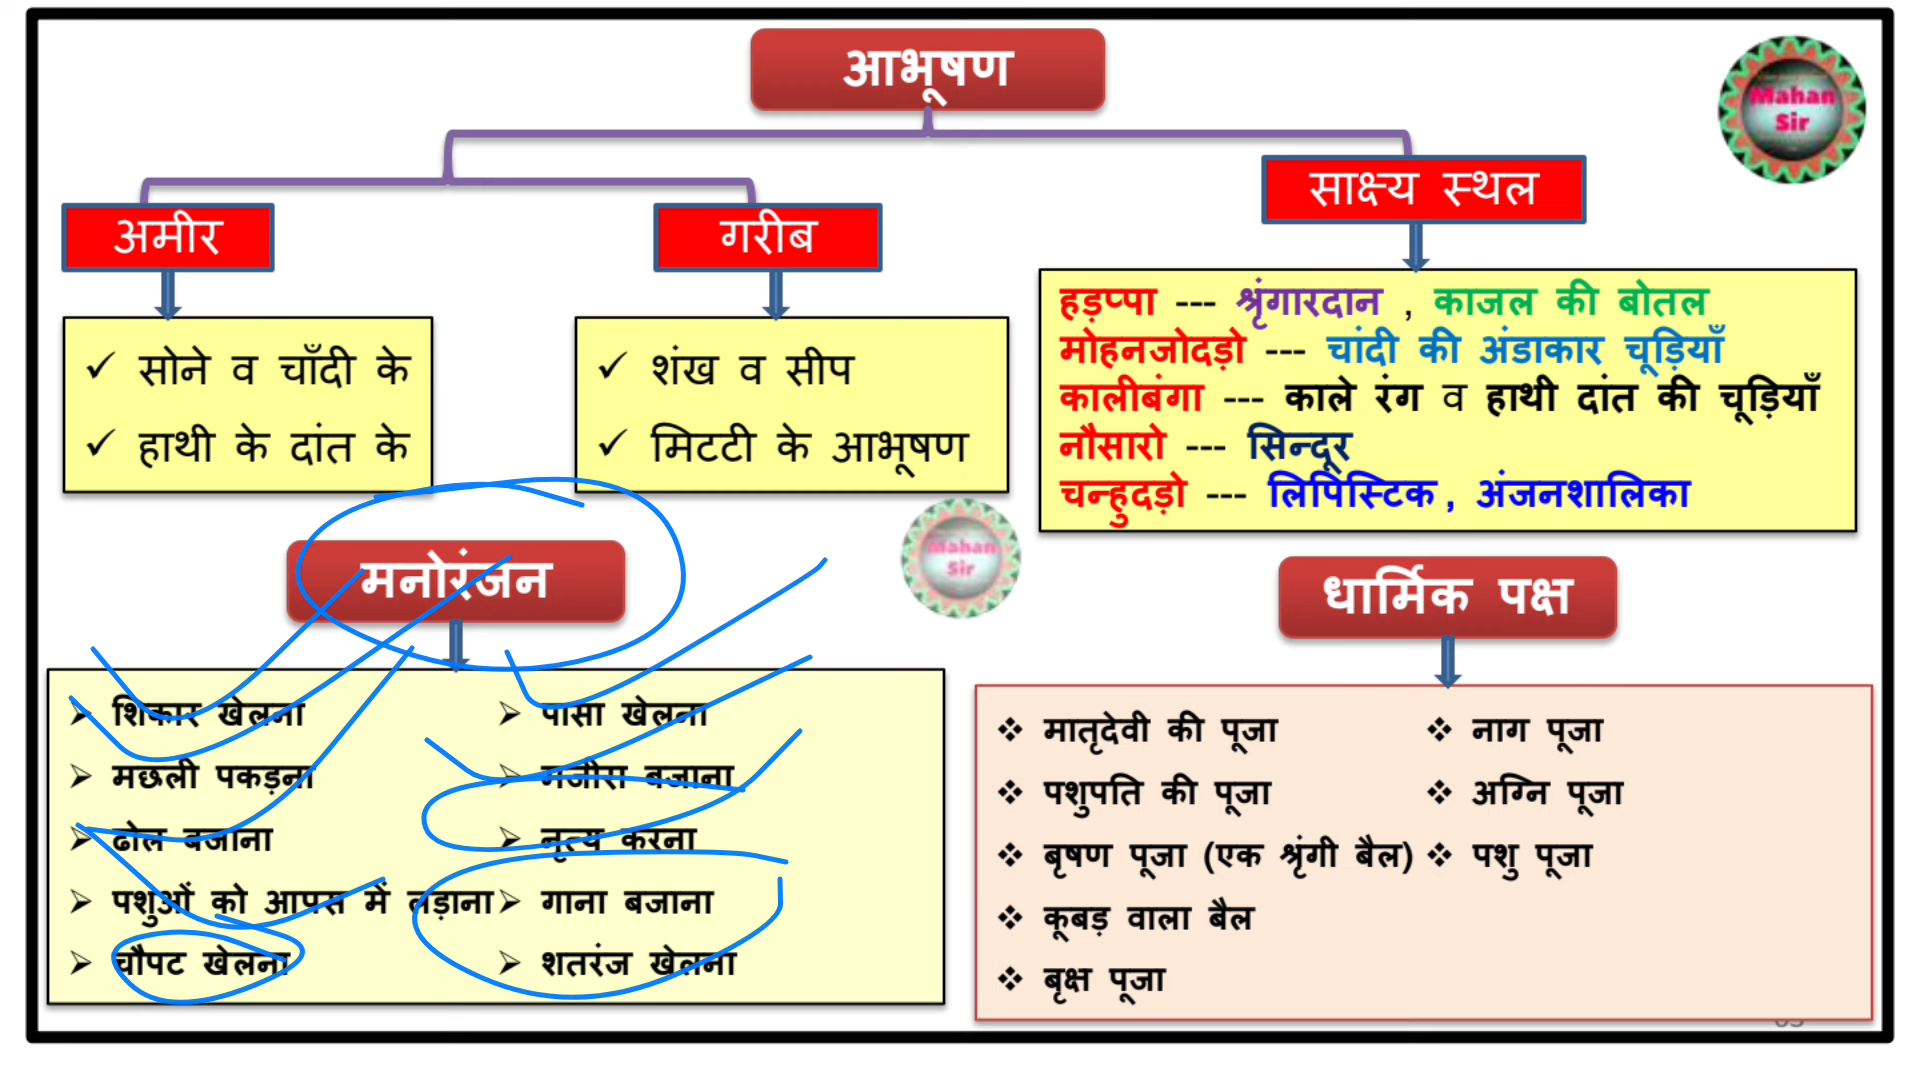 आभूषण
Mahan
Sir
साक्ष्य स्थल
अमीर
गरीब
✓ सोने व चाँदी के
✓ हाथी के दांत के
✓ शंख व सीप
✓ मिटटी के आभूषण
हड़प्पा --- श्रृंगारदान , काजल की बोतल
मोहनजोदड़ो --- चांदी की अंडाकार चूड़ियाँ
कालीबंगा --- काले रंग व हाथी दांत की चूड़ियाँ
नौसारो --- सिन्दूर
चन्हुदड़ो --- लिपिस्टिक , अंजनशालिका
मनोरंजन
Mahan
Sir
धार्मिक पक्ष
➢ शिकार खेलना
➢ मछली पकड़ना
➢ ढोल बजाना
➢ पशुओं को आपस में लड़ाना
➢ चौपट खेलना
➢ पासा खेलना
➢ मजीरा बजाना
➢ नृत्य करना
➢ गाना बजाना
➢ शतरंज खेलना
❖ मातृदेवी की पूजा
❖ पशुपति की पूजा
❖ बृषण पूजा (एक श्रृंगी बैल)
❖ कूबड़ वाला बैल
❖ बृक्ष पूजा
❖ नाग पूजा
❖ अग्नि पूजा
❖ पशु पूजा